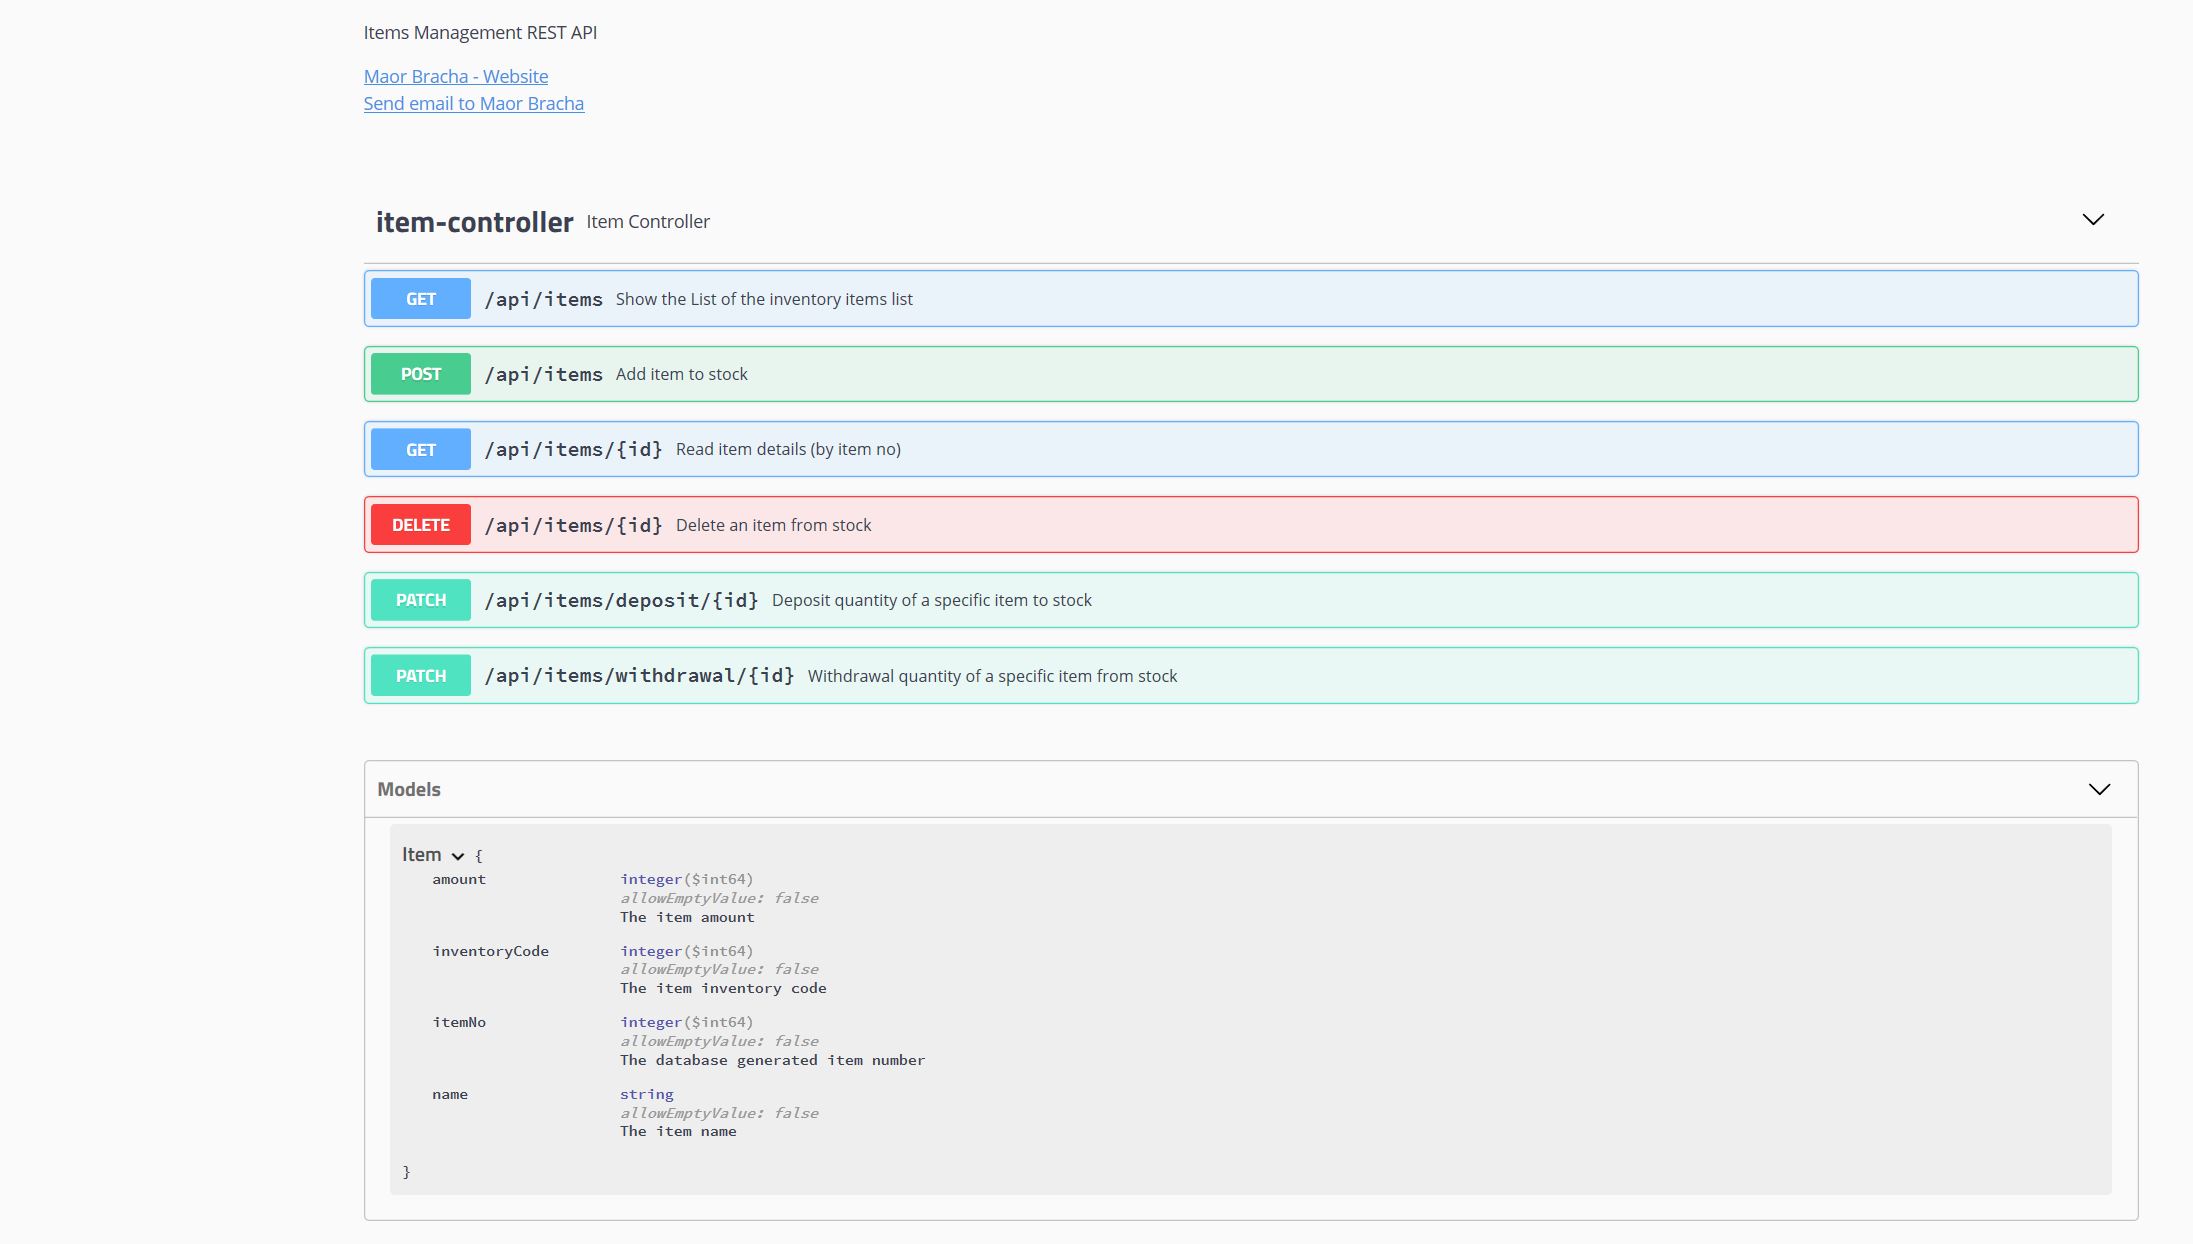 Items Management REST API
Maor Bracha - Website
Send email to Maor Bracha
item-controller Item Controller
GET /api/items Show the List of the inventory items list
POST /api/items Add item to stock
GET /api/items/{id} Read item details (by item no)
DELETE /api/items/{id} Delete an item from stock
PATCH /api/items/deposit/{id} Deposit quantity of a specific item to stock
PATCH /api/items/withdrawal/{id} Withdrawal quantity of a specific item from stock
Models
Item {
amount integer($int64)
allowEmptyValue: false
The item amount
inventoryCode integer($int64)
allowEmptyValue: false
The item inventory code
itemNo integer($int64)
allowEmptyValue: false
The database generated item number
name string
allowEmptyValue: false
The item name
}